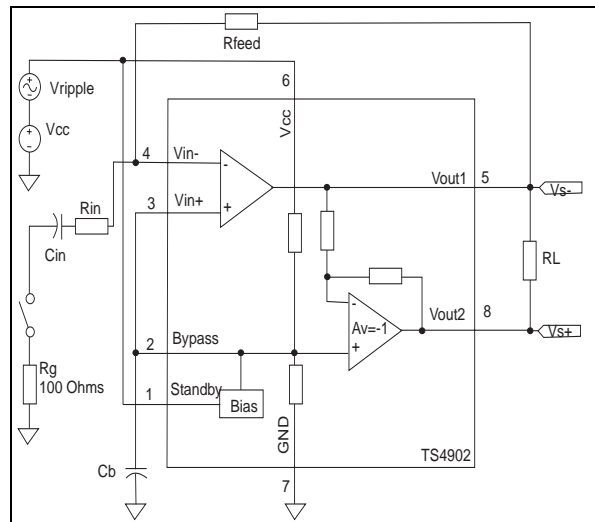 Rfeed
6
Vripple
Vcc
Vcc
4
Vin-
-
Vout1
5
Vs-
Rin
3
Vin+
+
Cin
RL
-
Av=-1
+
Vout2
8
Vs+
2
Bypass
Rg
100 Ohms
1
Standby
Bias
GND
TS4902
Cb
7